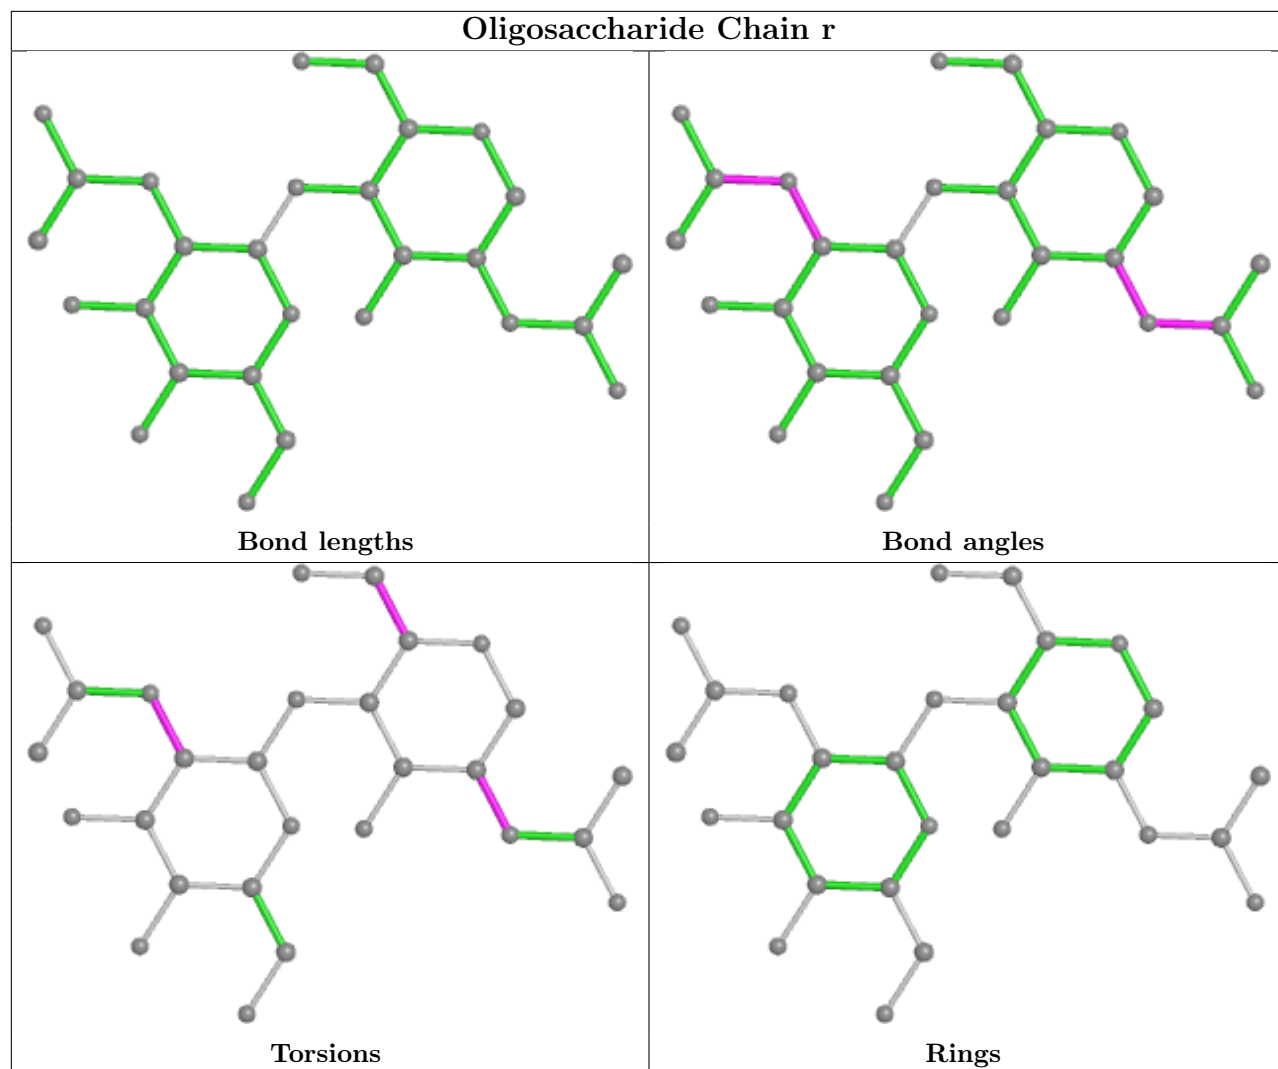 Oligosaccharide Chain r
Bond lengths
Bond angles
Torsions
Rings